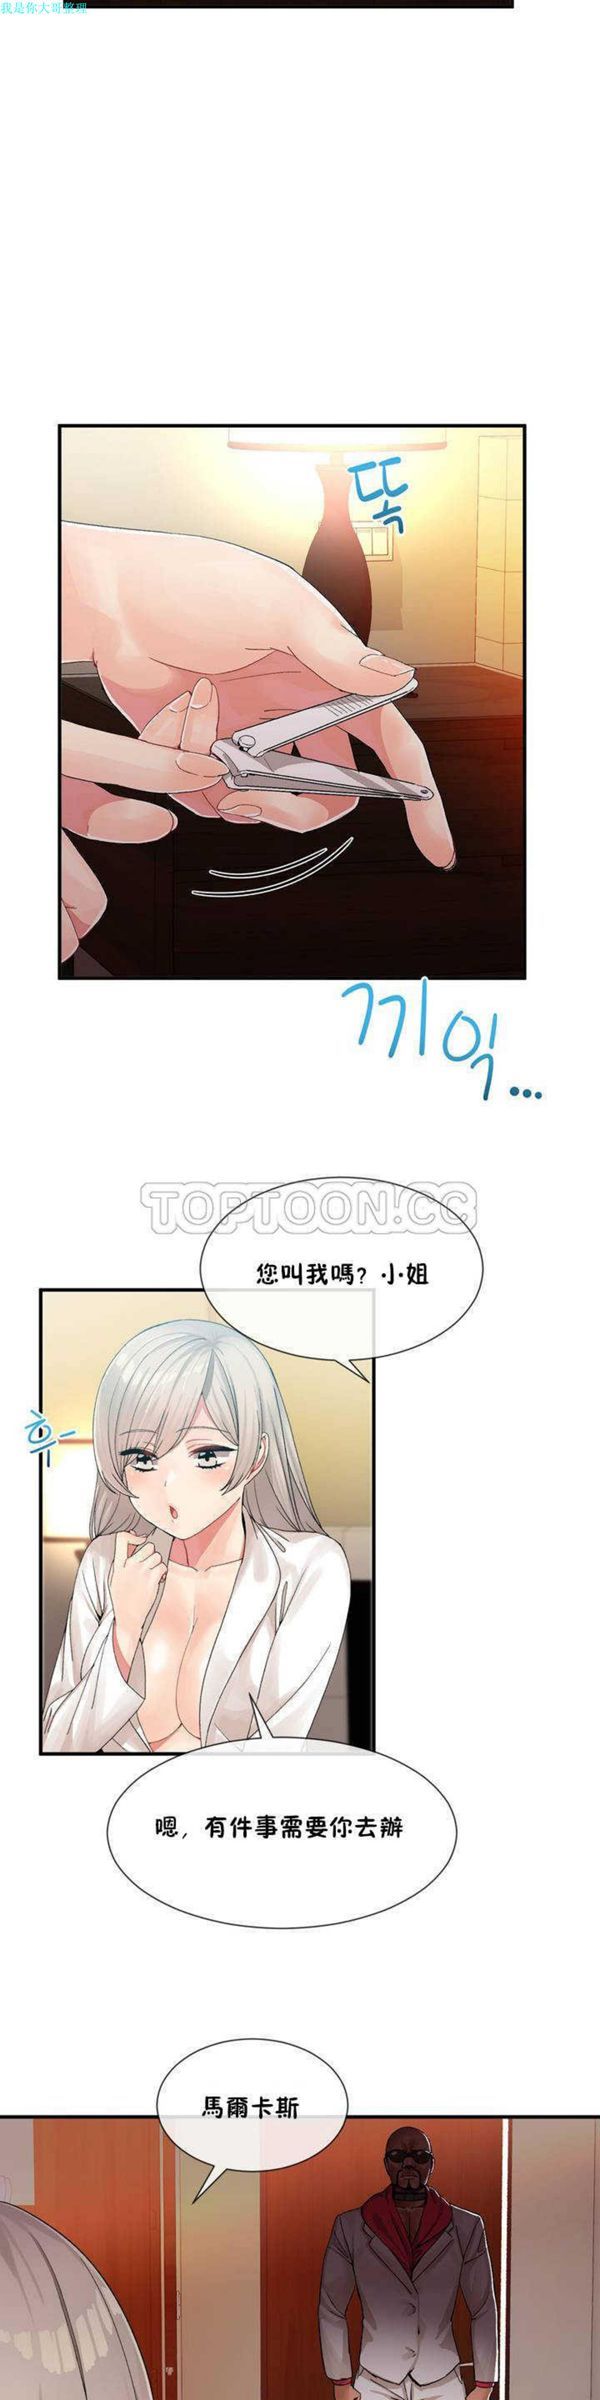 我是你大哥整理
뚝
끼익...
TOPTOON.CC
您叫我嗎? 小姐
후-
嗯, 有件事需要你去辦
馬爾卡斯